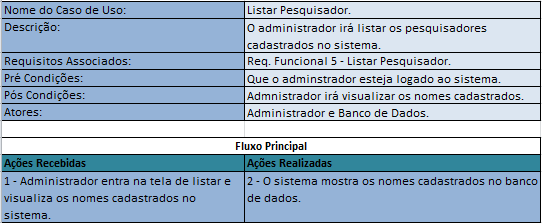 Nome do Caso de Uso: Listar Pesquisador.
Descrição: O administrador irá listar os pesquisadores
cadastrados no sistema.
Requisitos Associados: Req. Funcional 5 - Listar Pesquisador.
Pré Condições: Que o adminstrador esteja logado ao sistema.
Pós Condições: Admnistrador irá visualizar os nomes cadastrados.
Atores: Administrador e Banco de Dados.
Fluxo Principal
Ações Recebidas Ações Realizadas
1 - Administrador entra na tela de listar e
visualiza os nomes cadastrados no
sistema.
2 - O sistema mostra os nomes cadastrados no banco
de dados.